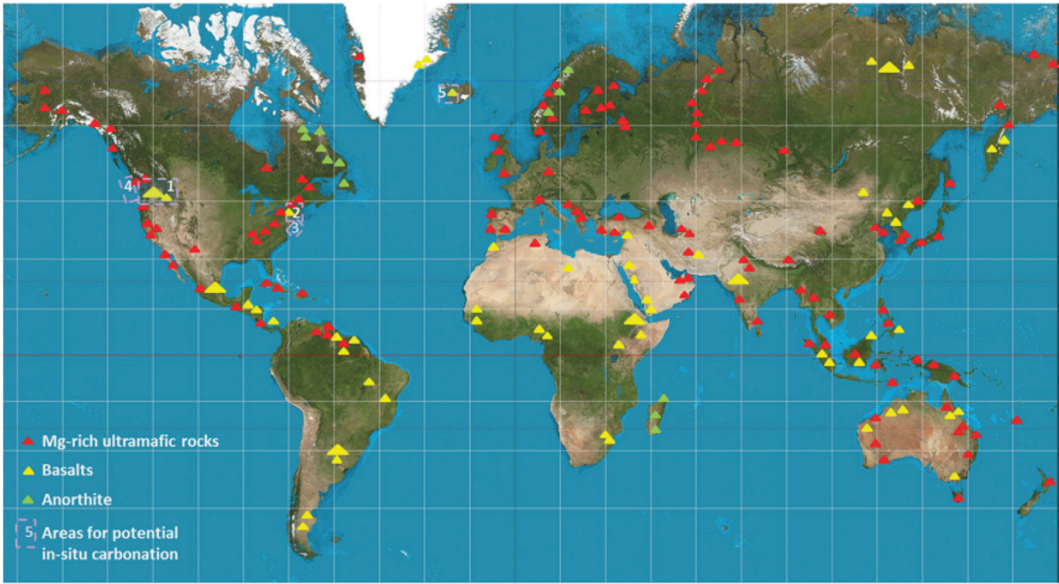 5
4
1
2
3
Mg-rich ultramafic rocks
Basalts
Anorthite
5 Areas for potential
in-situ carbonation